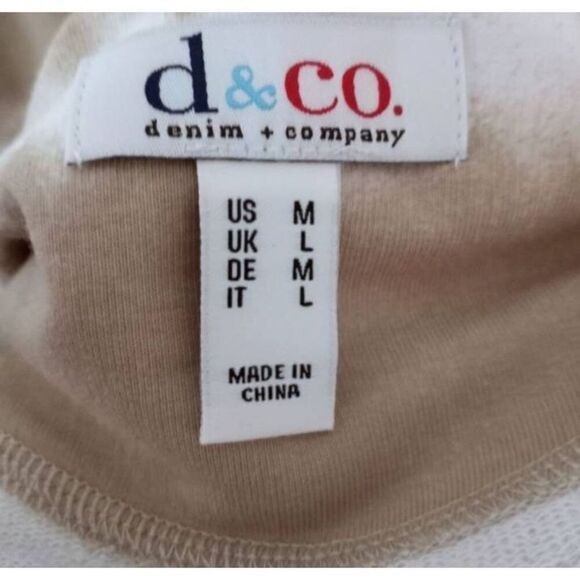 d&co.
denim + company
US M
UK L
DE M
IT L
MADE IN
CHINA